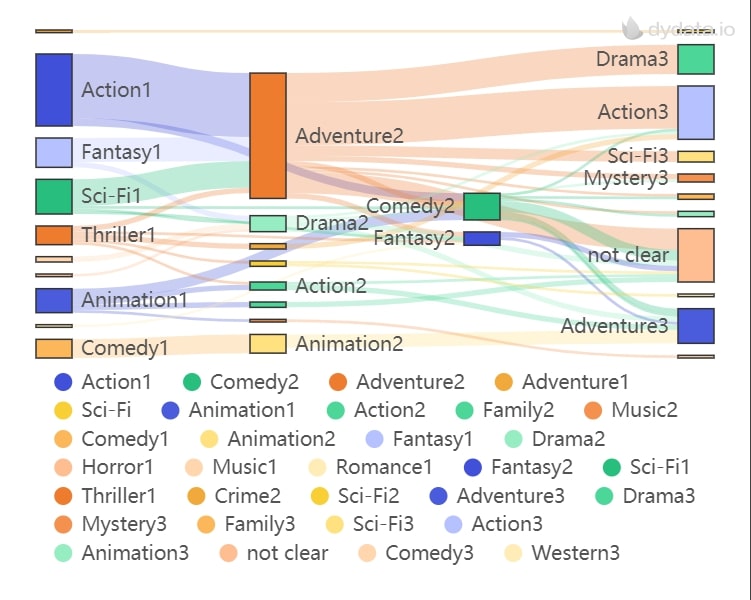 dydata.io
Drama3
Action1
Action3
Adventure2
Fantasy1
Sci-Fi3
Mystery3
Sci-Fi1
Comedy2
Drama2
Thriller1
Fantasy2
not clear
Action2
Animation1
Adventure3
Comedy1
Animation2
Action1 Comedy2 Adventure2 Adventure1
Sci-Fi Animation1 Action2 Family2 Music2
Comedy1 Animation2 Fantasy1 Drama2
Horror1 Music1 Romance1 Fantasy2 Sci-Fi1
Thriller1 Crime2 Sci-Fi2 Adventure3 Drama3
Mystery3 Family3 Sci-Fi3 Action3
Animation3 not clear Comedy3 Western3